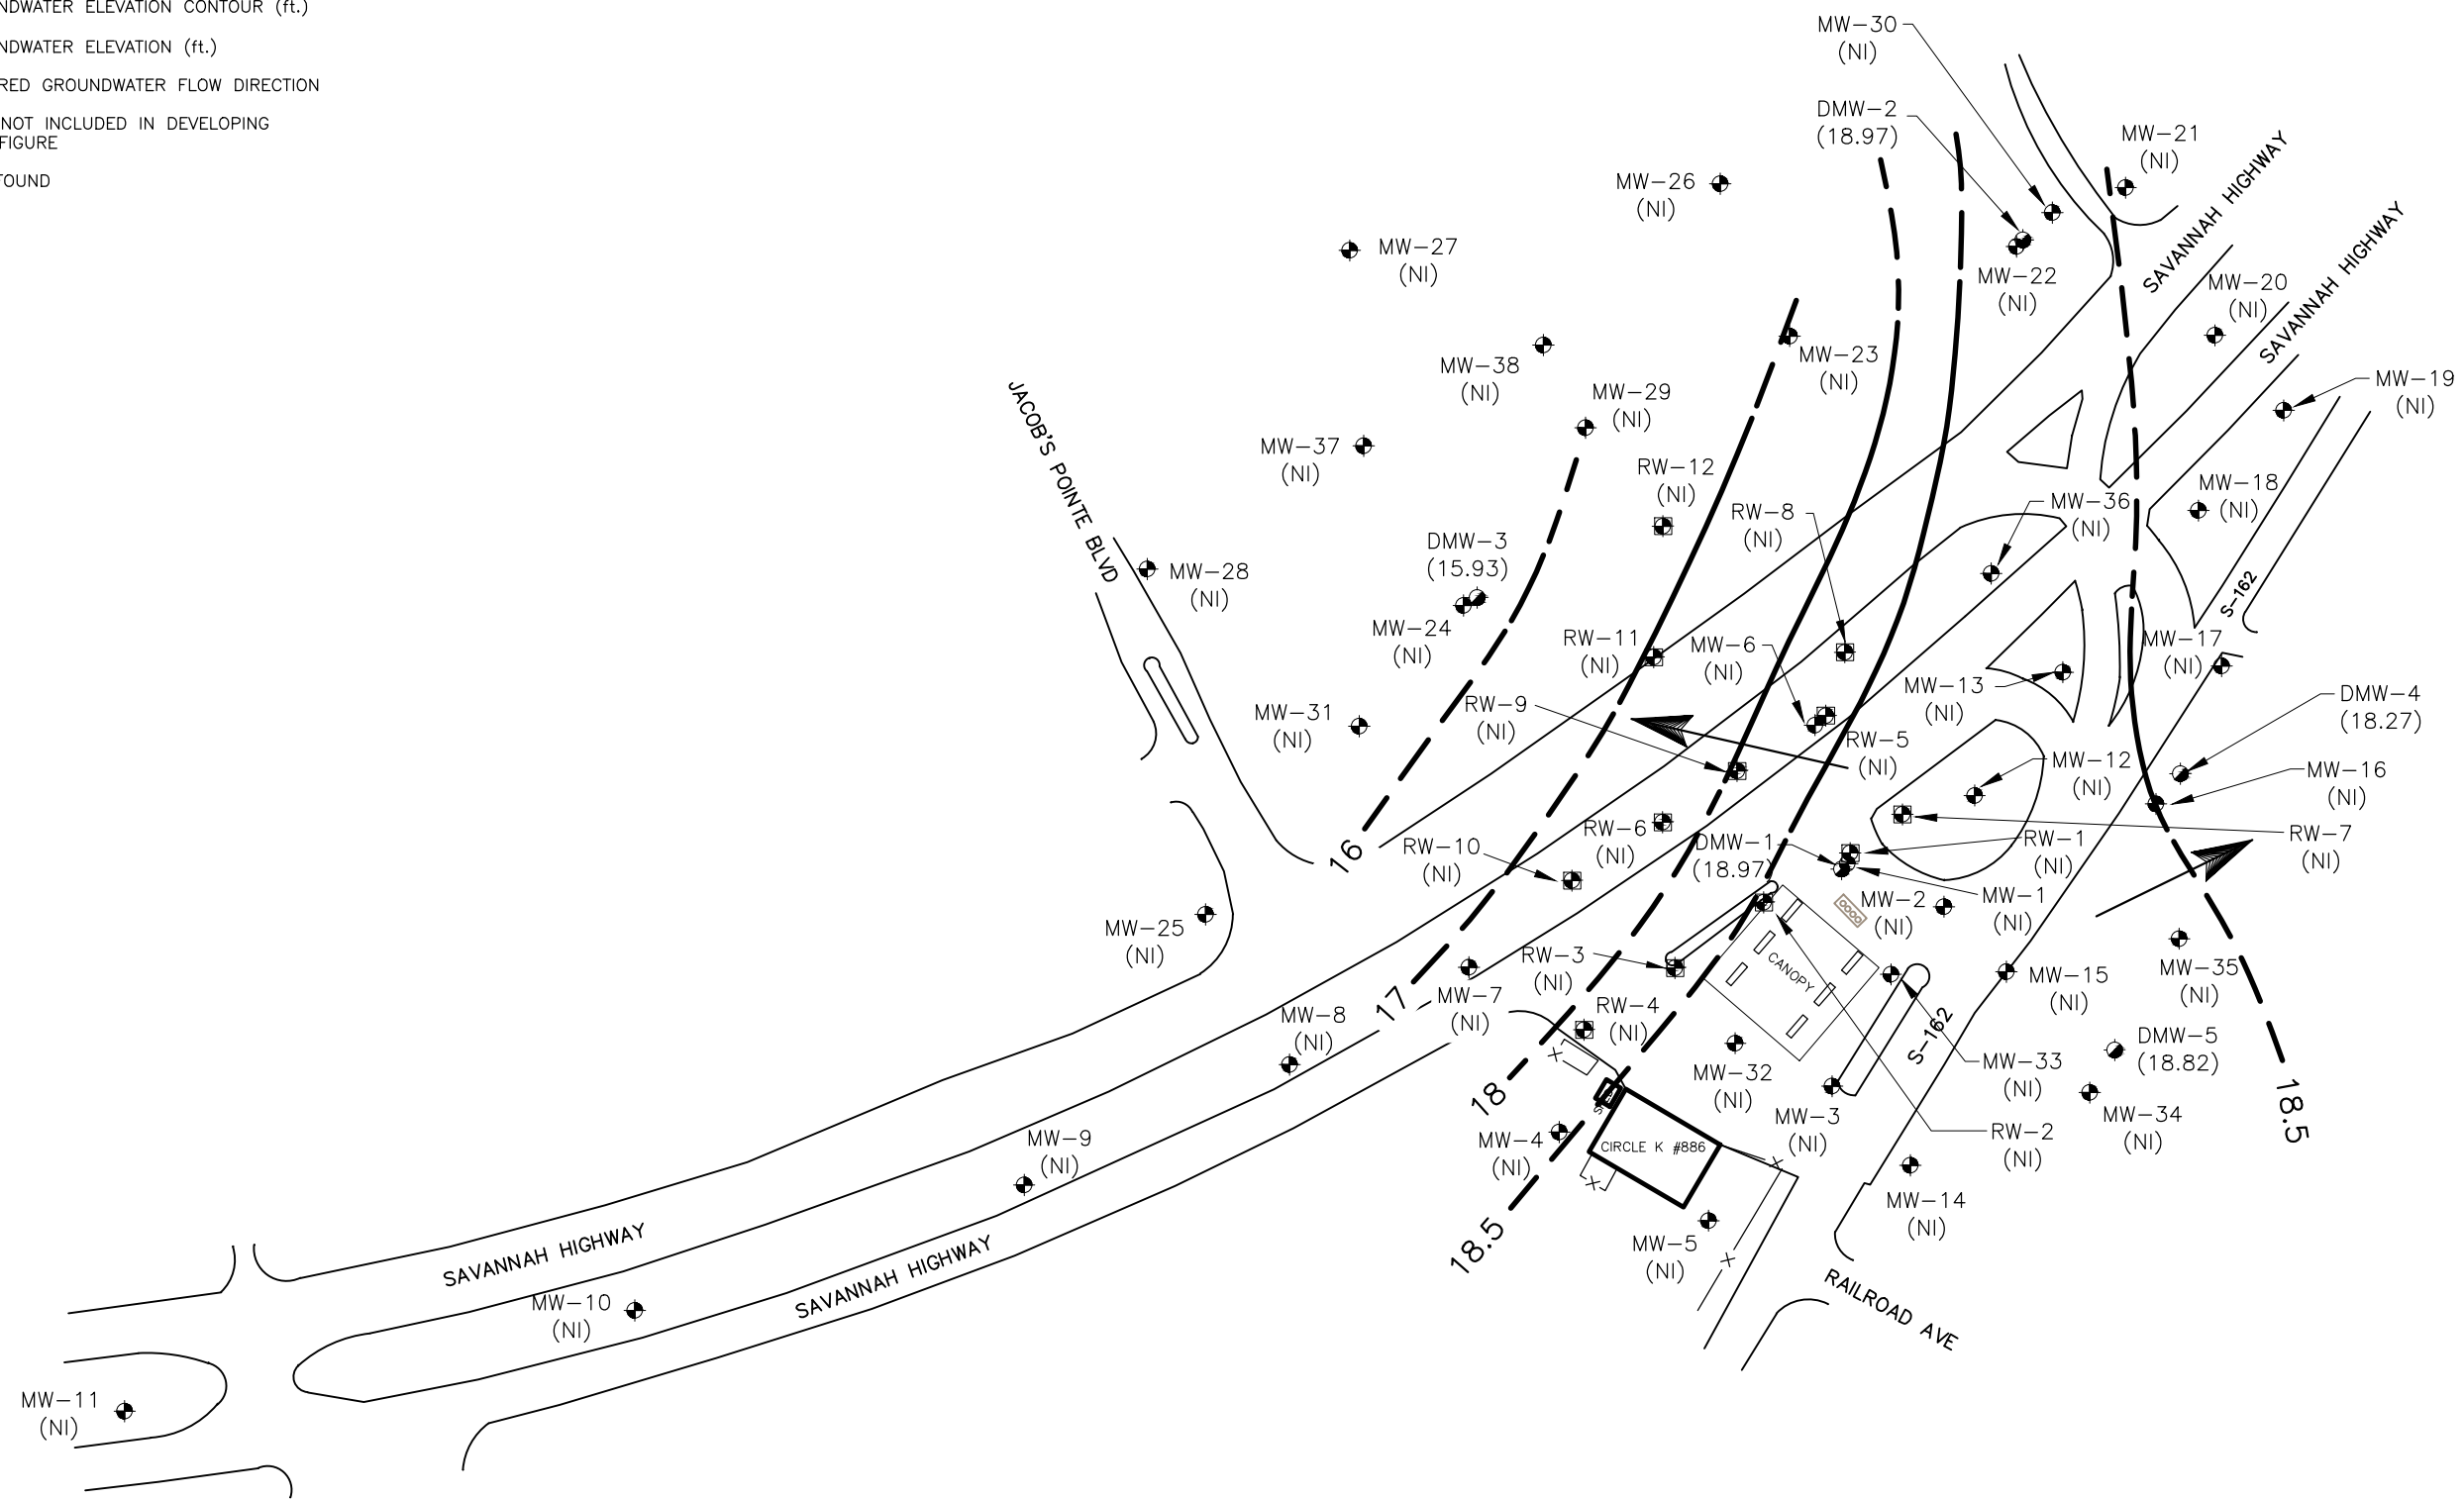 NDWATER ELEVATION CONTOUR (ft.)
NDWATER ELEVATION (ft.)
RED GROUNDWATER FLOW DIRECTION
NOT INCLUDED IN DEVELOPING
FIGURE
FOUND
MW-30
(NI)
DMW-2
(18.97)
MW-21
(NI)
MW-26
(NI)
SAVANNAH HIGHWAY
SAVANNAH HIGHWAY
MW-27
(NI)
MW-22
(NI)
MW-20
(NI)
MW-23
(NI)
MW-38
(NI)
MW-19
(NI)
MW-29
(NI)
JACOB'S POINTE BLVD
MW-37
(NI)
RW-12
(NI)
MW-18
(NI)
MW-36
(NI)
RW-8
(NI)
DMW-3
(15.93)
MW-28
(NI)
S-162
MW-24
(NI)
RW-11
(NI)
MW-6
(NI)
MW-17
(NI)
MW-13
(NI)
DMW-4
(18.27)
RW-9
(NI)
MW-31
(NI)
RW-5
(NI)
MW-12
(NI)
MW-16
(NI)
RW-6
(NI)
RW-7
(NI)
RW-1
(NI)
DMW-1
(18.97)
RW-10
(NI)
16
MW-2
(NI)
MW-1
(NI)
MW-25
(NI)
RW-3
(NI)
CANOPY
MW-15
(NI)
MW-35
(NI)
17
MW-7
(NI)
RW-4
(NI)
MW-8
(NI)
S-162
DMW-5
(18.82)
MW-33
(NI)
X
MW-32
(NI)
18
18.5
MW-3
(NI)
MW-34
(NI)
MW-4
(NI)
CIRCLE K #886
RW-2
(NI)
MW-9
(NI)
X
X
MW-14
(NI)
18.5
MW-5
(NI)
X
SAVANNAH HIGHWAY
SAVANNAH HIGHWAY
RAILROAD AVE
MW-10
(NI)
MW-11
(NI)